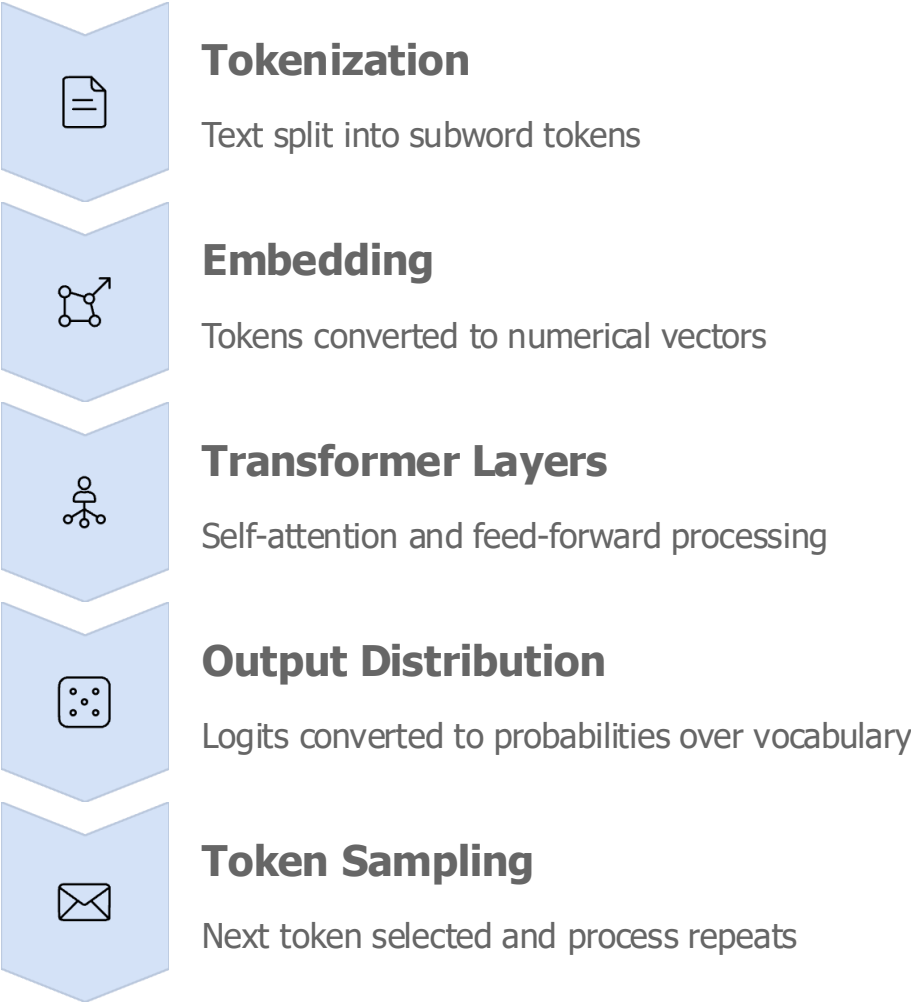 Tokenization
Text split into subword tokens
Embedding
Tokens converted to numerical vectors
Transformer Layers
Self-attention and feed-forward processing
Output Distribution
Logits converted to probabilities over vocabulary
Token Sampling
Next token selected and process repeats